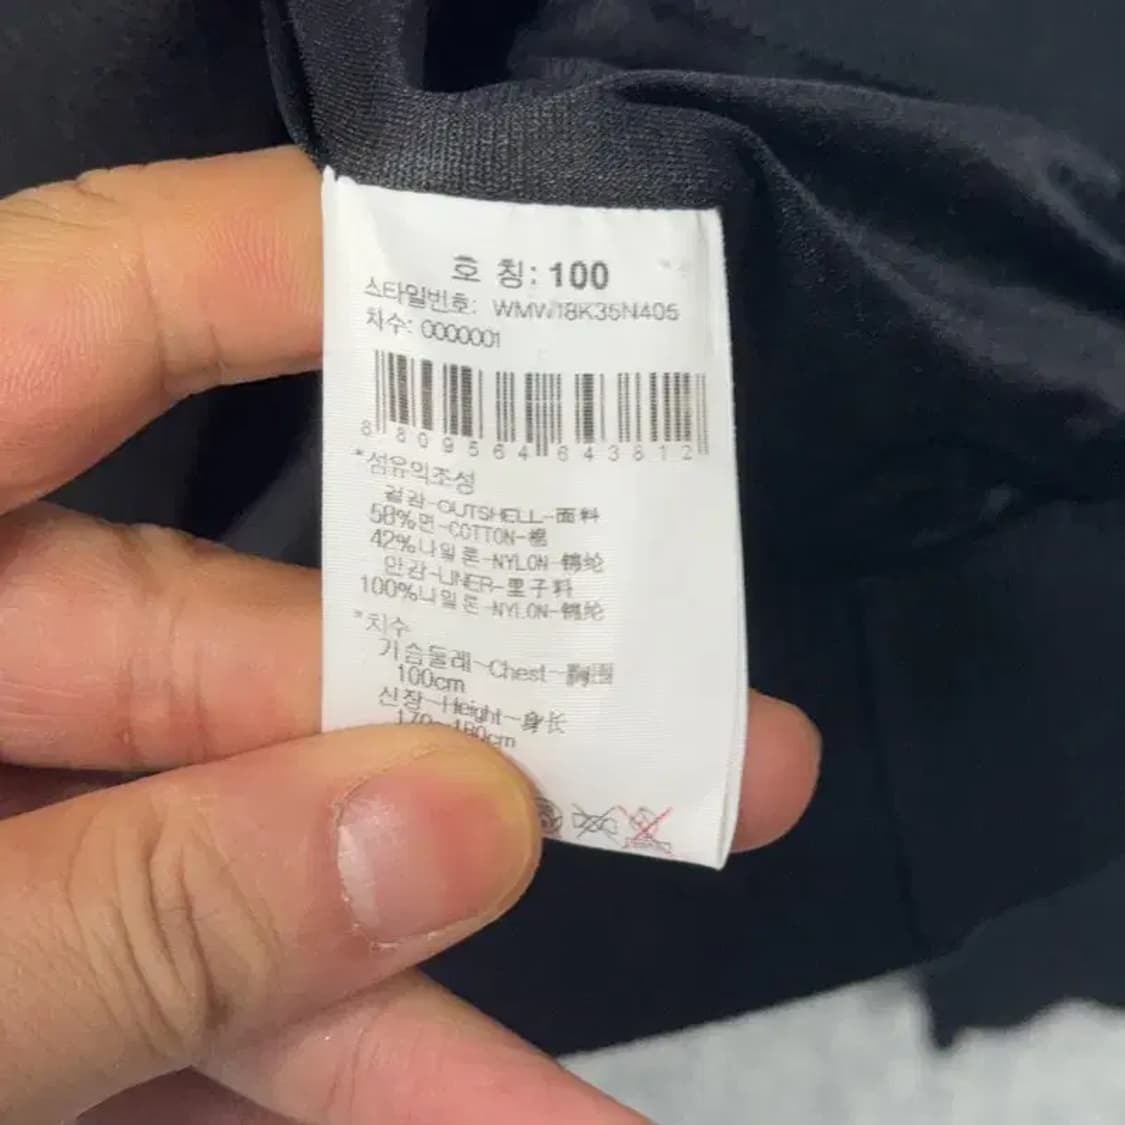 호 칭: 100
스타일번호: WMW18K35N405
차수: 0000001
8 809564 643812
*섬유의조성
겉감-OUTSHELL-面料
58%면-COTTON-棉
42%나일론-NYLON-锦纶
안감-LINER-里子料
100%나일론-NYLON-锦纶
*치수
가슴둘레-Chest-胸围
100cm
신장-Height-身长
170-180cm